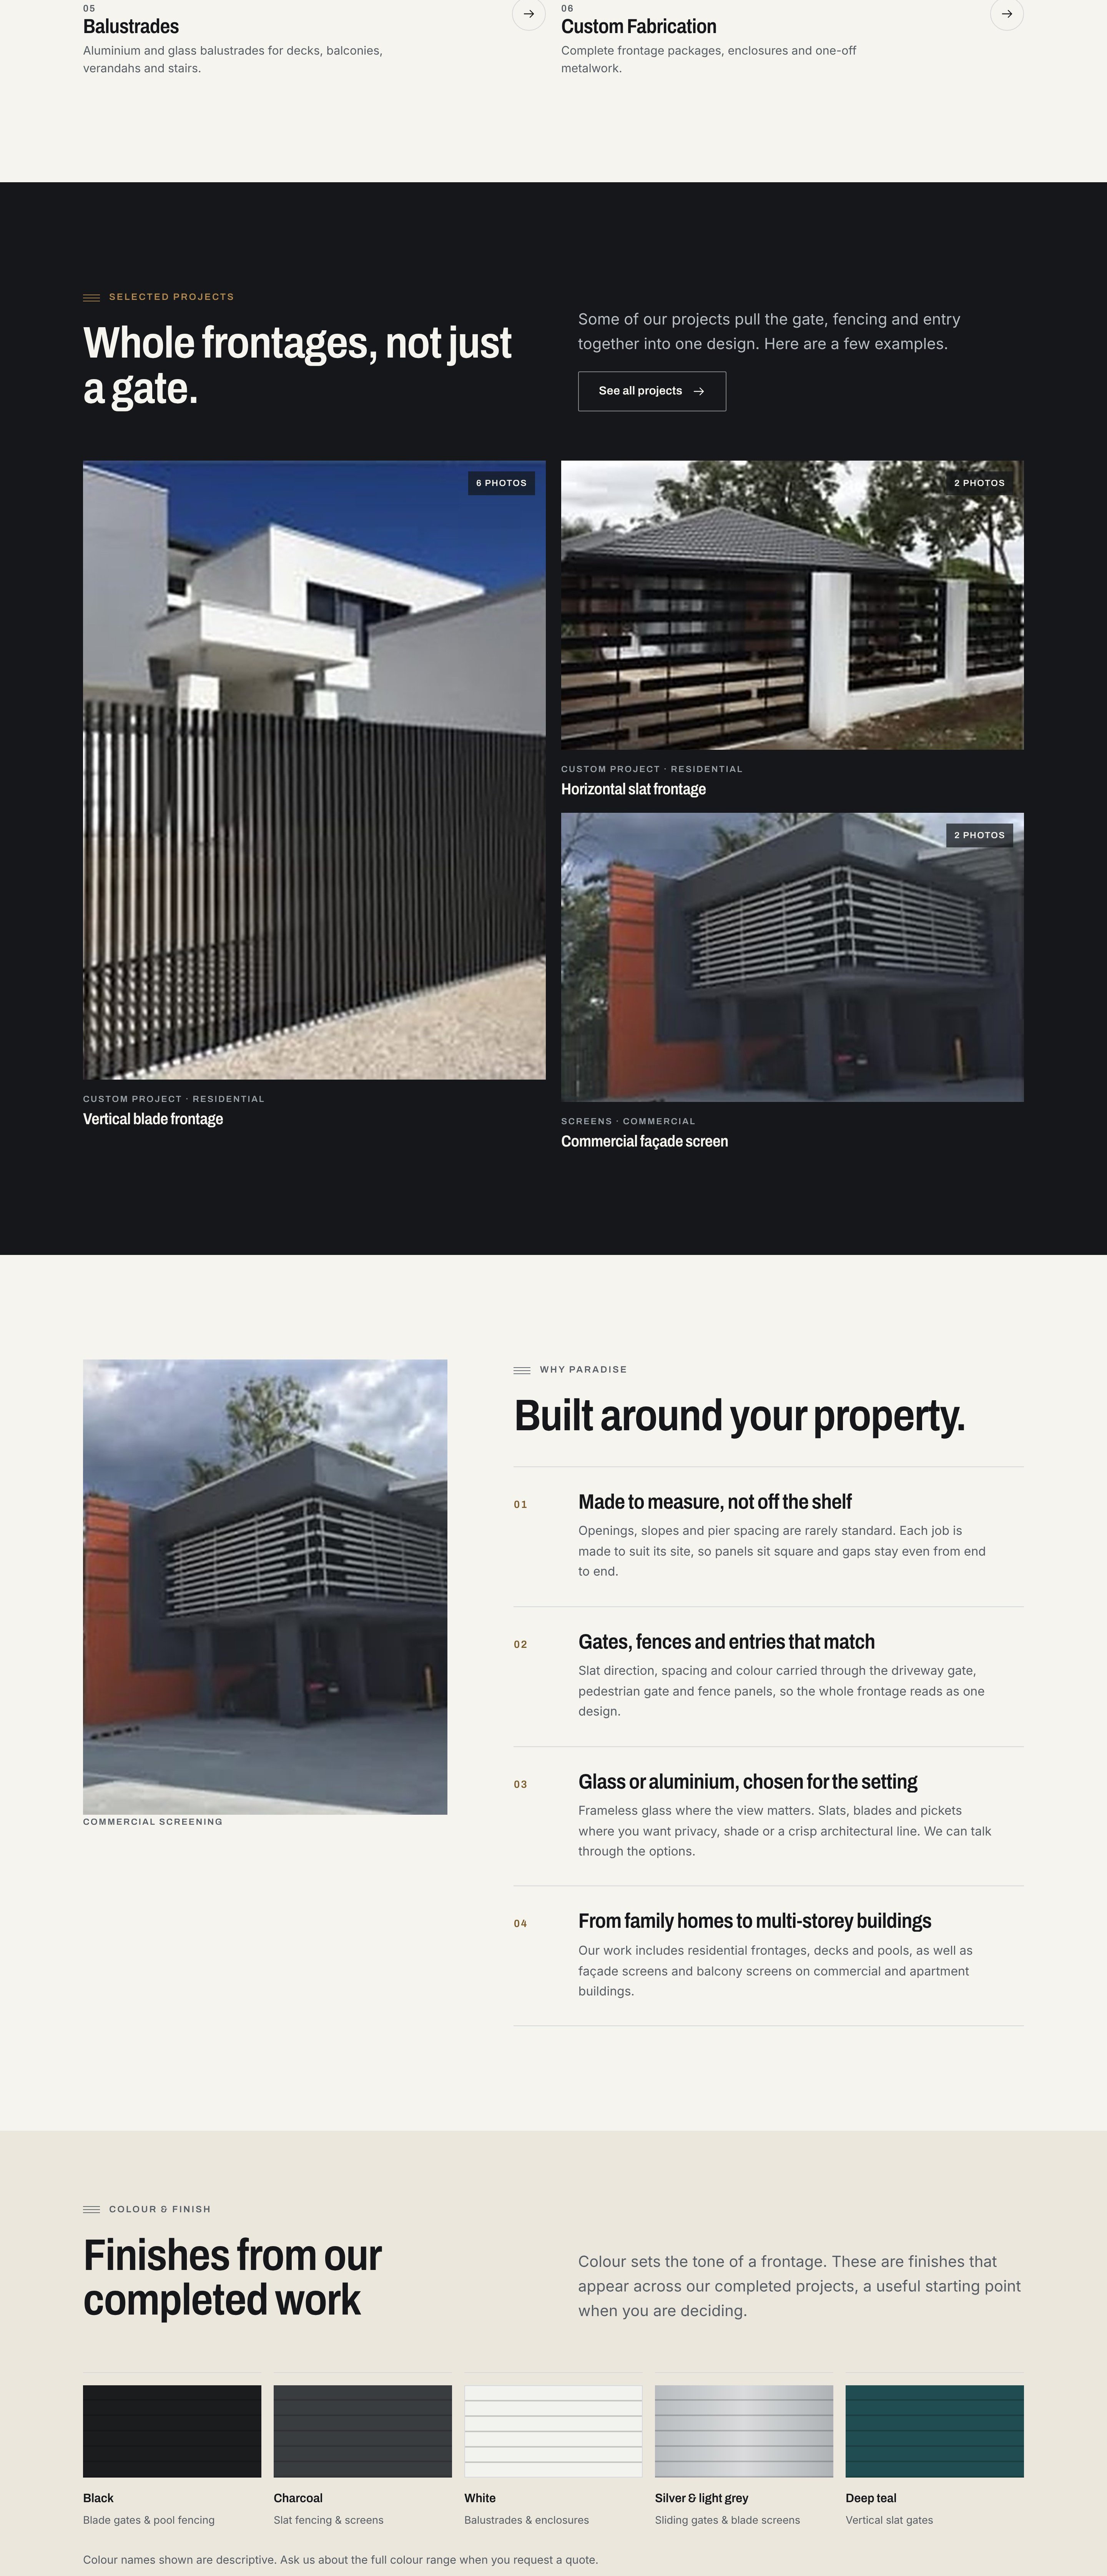 05
Balustrades
Aluminium and glass balustrades for decks, balconies,
verandahs and stairs.
06
Custom Fabrication
Complete frontage packages, enclosures and one-off
metalwork.
SELECTED PROJECTS
Whole frontages, not just
a gate.
Some of our projects pull the gate, fencing and entry
together into one design. Here are a few examples.
See all projects
6 PHOTOS
CUSTOM PROJECT · RESIDENTIAL
Vertical blade frontage
2 PHOTOS
CUSTOM PROJECT · RESIDENTIAL
Horizontal slat frontage
2 PHOTOS
SCREENS · COMMERCIAL
Commercial façade screen
COMMERCIAL SCREENING
WHY PARADISE
Built around your property.
01
Made to measure, not off the shelf
Openings, slopes and pier spacing are rarely standard. Each job is
made to suit its site, so panels sit square and gaps stay even from end
to end.
02
Gates, fences and entries that match
Slat direction, spacing and colour carried through the driveway gate,
pedestrian gate and fence panels, so the whole frontage reads as one
design.
03
Glass or aluminium, chosen for the setting
Frameless glass where the view matters. Slats, blades and pickets
where you want privacy, shade or a crisp architectural line. We can talk
through the options.
04
From family homes to multi-storey buildings
Our work includes residential frontages, decks and pools, as well as
façade screens and balcony screens on commercial and apartment
buildings.
COLOUR & FINISH
Finishes from our
completed work
Colour sets the tone of a frontage. These are finishes that
appear across our completed projects, a useful starting point
when you are deciding.
Black
Blade gates & pool fencing
Charcoal
Slat fencing & screens
White
Balustrades & enclosures
Silver & light grey
Sliding gates & blade screens
Deep teal
Vertical slat gates
Colour names shown are descriptive. Ask us about the full colour range when you request a quote.